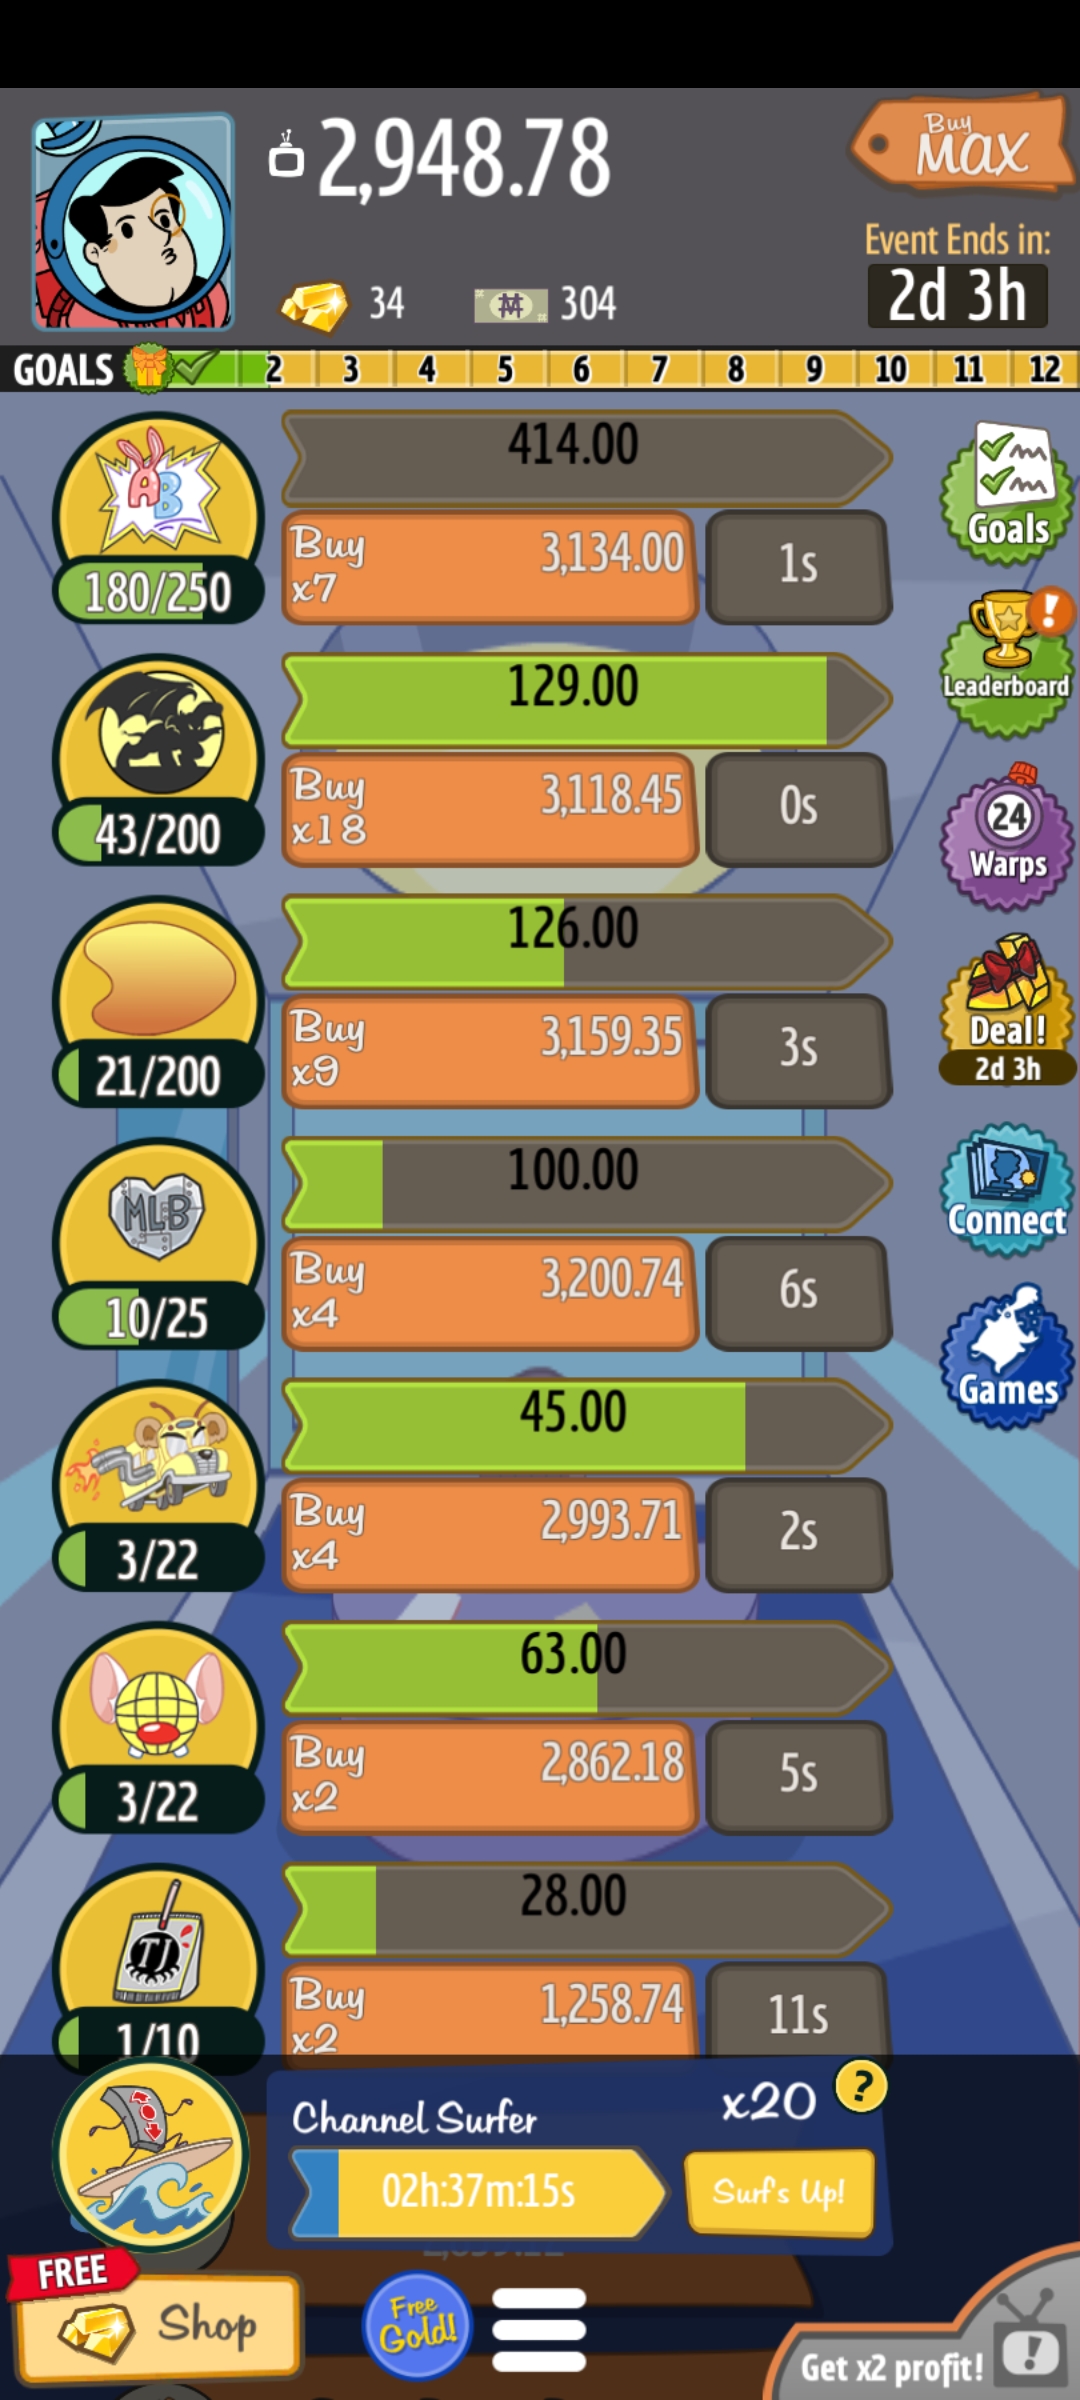 2,948.78
Buy
MAX
Event Ends in:
2d 3h
34
304
GOALS 2 3 4 5 6 7 8 9 10 11 12
AB
414.00
180/250
Buy
x7
3,134.00
1s
Goals
129.00
43/200
Buy
x18
3,118.45
0s
Leaderboard
126.00
21/200
Buy
x9
3,159.35
3s
24
Warps
MLB
100.00
10/25
Buy
x4
3,200.74
6s
Deal!
2d 3h
45.00
3/22
Buy
x4
2,993.71
2s
Connect
63.00
3/22
Buy
x2
2,862.18
5s
Games
TJ
28.00
1/10
Buy
x2
1,258.74
11s
Channel Surfer
x20
?
02h:37m:15s
Surf's Up!
FREE
Shop
Free
Gold!
Get x2 profit!